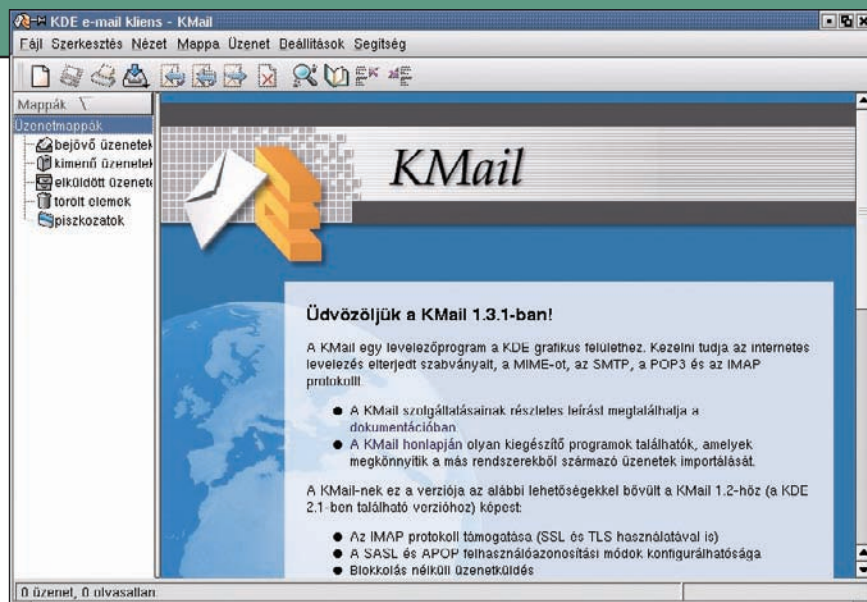 KDE e-mail kliens - KMail
Fájl Szerkesztés Nézet Mappa Üzenet Beállítások Segítség
Mappák
Üzenetmappák
bejövő üzenetek
kimenő üzenetek
elküldött üzenete
törölt elemek
piszkozatok
KMail
Üdvözöljük a KMail 1.3.1-ban!
A KMail egy levelezőprogram a KDE grafikus felülethez. Kezelni tudja az internetes
levelezés elterjedt szabványait, a MIME-ot, az SMTP, a POP3 és az IMAP
protokollt.
● A KMail szolgáltatásainak részletes leírást megtalálhatja a
dokumentációban
● A KMail honlapján olyan kiegészítő programok találhatók, amelyek
megkönnyítik a más rendszerekből származó üzenetek importálását.
A KMail-nek ez a verziója az alábbi lehetőségekkel bővült a KMail 1.2-höz (a KDE
2.1-ben található verzióhoz) képest:
● Az IMAP protokoll támogatása (SSL és TLS használatával is)
● A SASL és APOP felhasználóazonosítási módok konfigurálhatósága
● Blokkolás nélküli üzenetküldés
0 üzenet, 0 olvasatlan